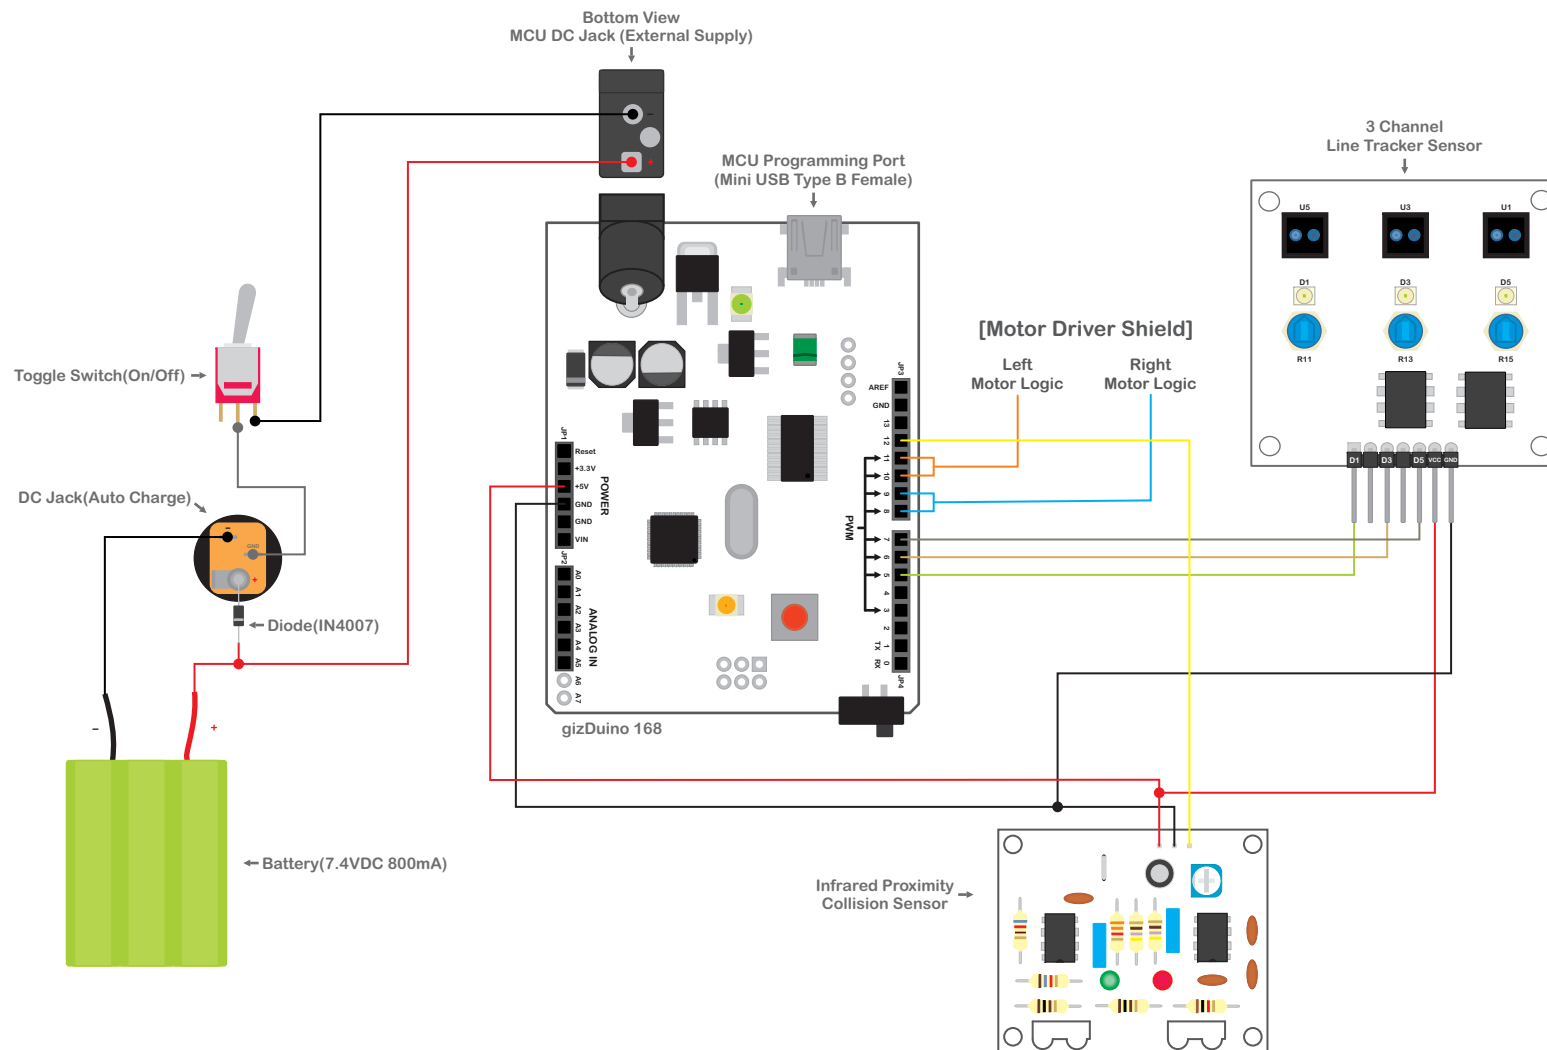 Bottom View
MCU DC Jack (External Supply)
−
+
MCU Programming Port
(Mini USB Type B Female)
3 Channel
Line Tracker Sensor
U5
U3
U1
D1
D3
D5
R11
R13
R15
D1
D3
D5
VCC
GND
[Motor Driver Shield]
Left
Motor Logic
Right
Motor Logic
Toggle Switch(On/Off)
DC Jack(Auto Charge)
-
GND
+
Diode(IN4007)
−
+
Battery(7.4VDC 800mA)
JP1
Reset
+3.3V
+5V
GND
GND
VIN
POWER
JP2
A0
A1
A2
A3
A4
A5
A6
A7
ANALOG IN
JP3
AREF
GND
13
12
11
10
9
8
PWM
7
6
5
4
3
2
TX 1
RX 0
JP4
gizDuino 168
Infrared Proximity
Collision Sensor